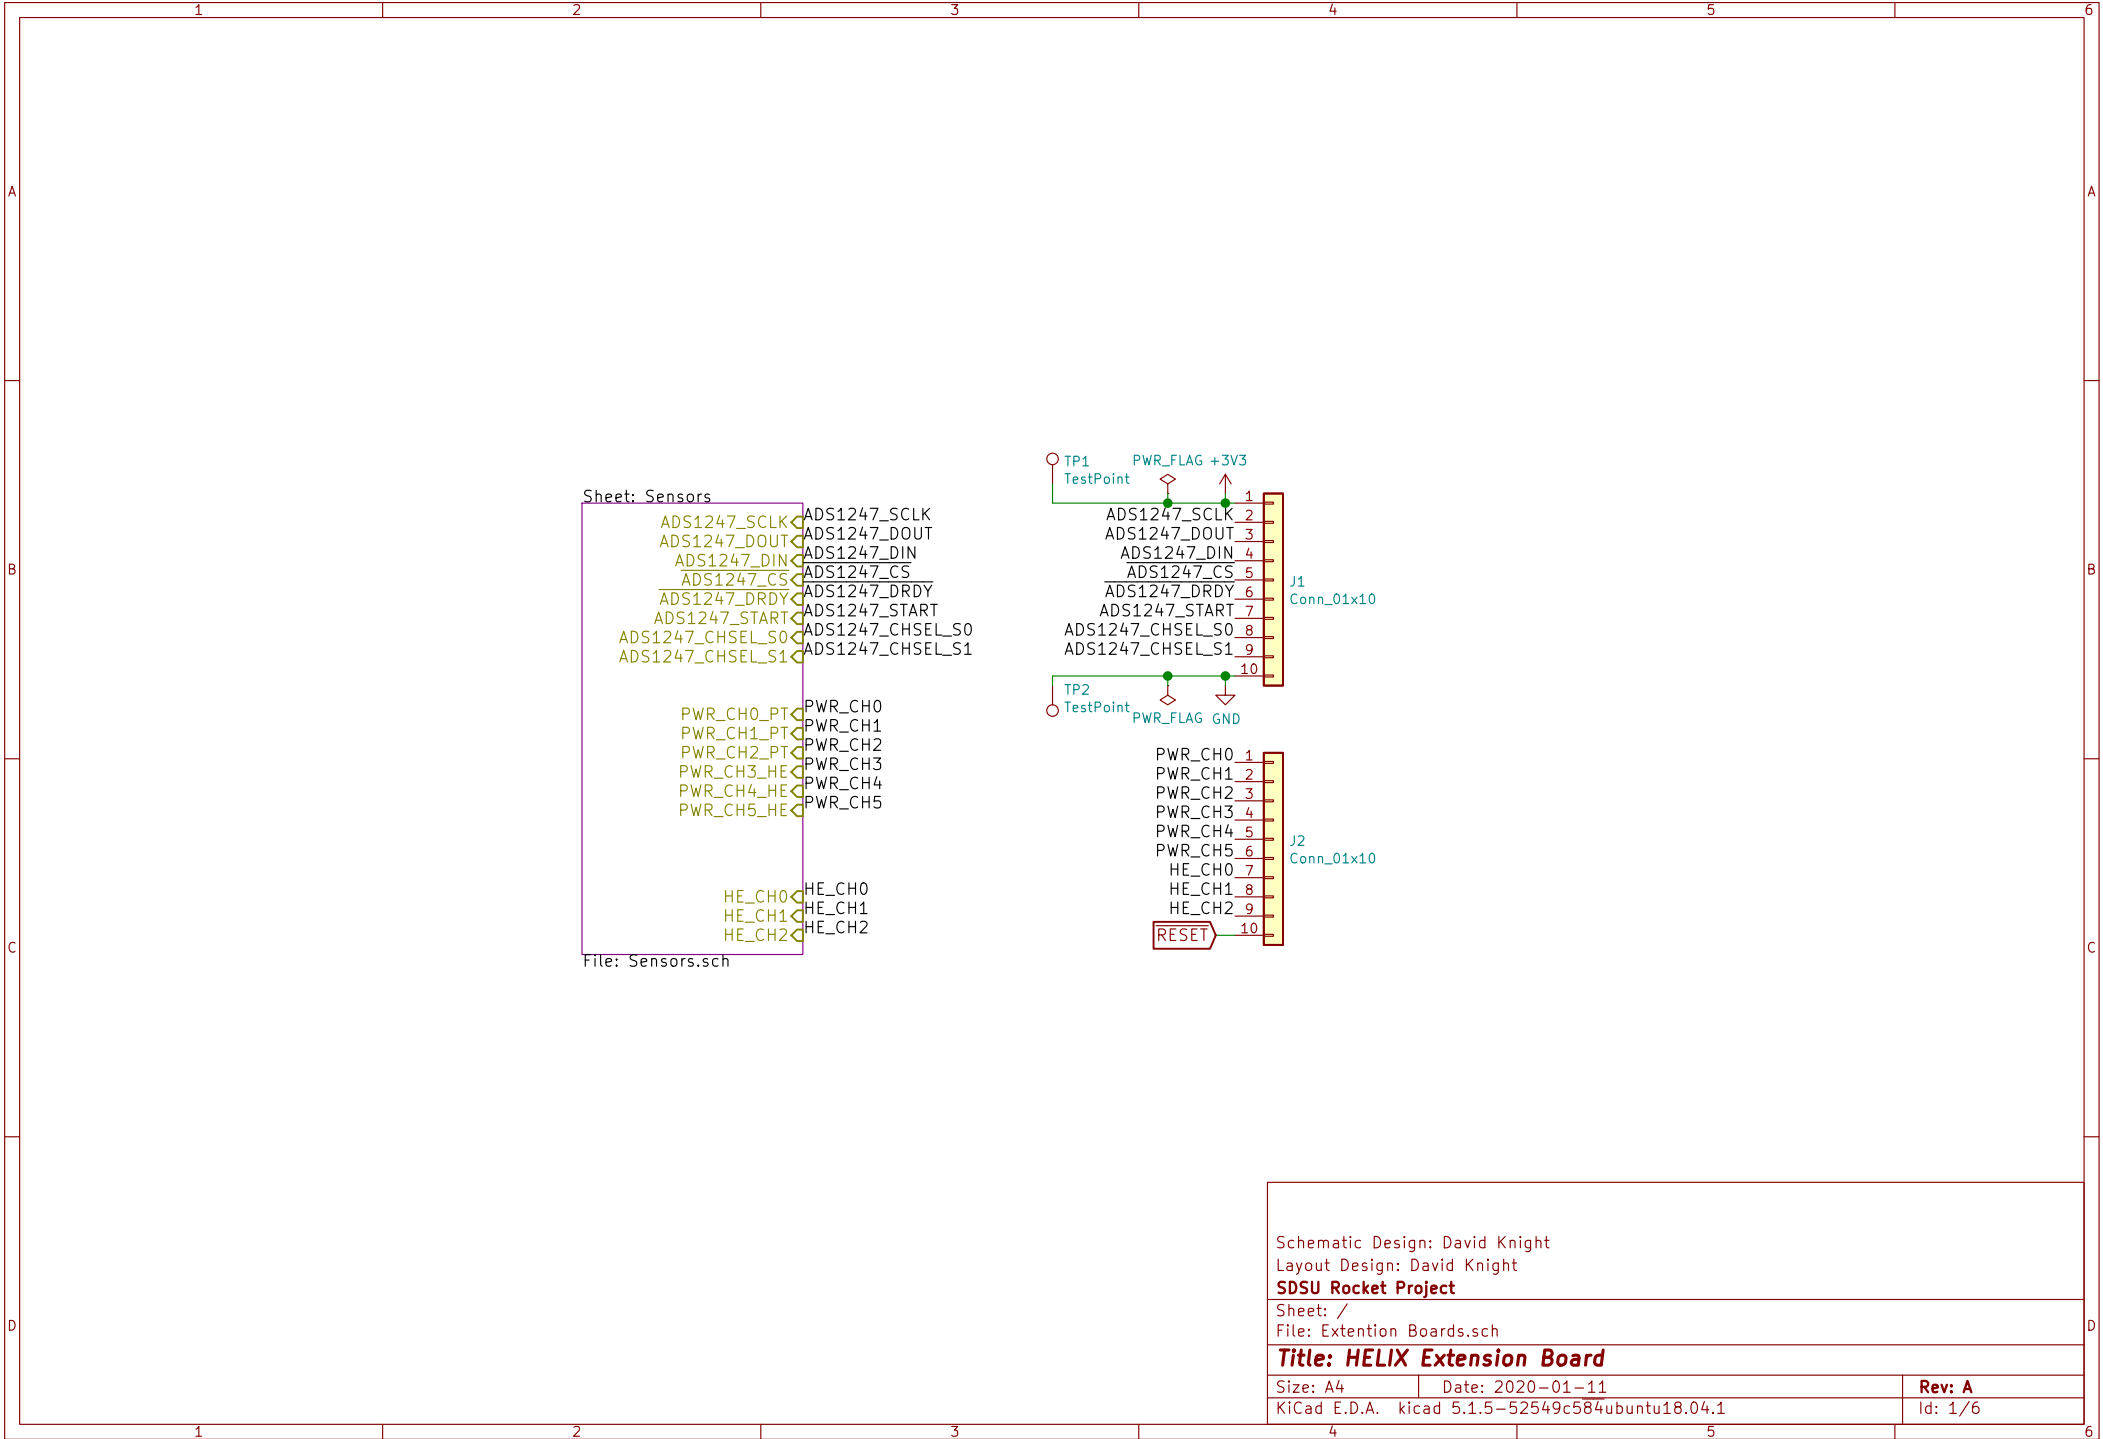 1 2 3 4 5 6
A A
B B
C C
D D
Sheet: Sensors
ADS1247_SCLK ADS1247_SCLK
ADS1247_DOUT ADS1247_DOUT
ADS1247_DIN ADS1247_DIN
ADS1247_CS ADS1247_CS
ADS1247_DRDY ADS1247_DRDY
ADS1247_START ADS1247_START
ADS1247_CHSEL_S0 ADS1247_CHSEL_S0
ADS1247_CHSEL_S1 ADS1247_CHSEL_S1
PWR_CH0_PT PWR_CH0
PWR_CH1_PT PWR_CH1
PWR_CH2_PT PWR_CH2
PWR_CH3_HE PWR_CH3
PWR_CH4_HE PWR_CH4
PWR_CH5_HE PWR_CH5
HE_CH0 HE_CH0
HE_CH1 HE_CH1
HE_CH2 HE_CH2
File: Sensors.sch
TP1
TestPoint
PWR_FLAG +3V3
1
ADS1247_SCLK 2
ADS1247_DOUT 3
ADS1247_DIN 4
ADS1247_CS 5
ADS1247_DRDY 6
ADS1247_START 7
ADS1247_CHSEL_S0 8
ADS1247_CHSEL_S1 9
10
J1
Conn_01x10
TP2
TestPoint
PWR_FLAG GND
PWR_CH0 1
PWR_CH1 2
PWR_CH2 3
PWR_CH3 4
PWR_CH4 5
PWR_CH5 6
HE_CH0 7
HE_CH1 8
HE_CH2 9
RESET 10
J2
Conn_01x10
Schematic Design: David Knight
Layout Design: David Knight
SDSU Rocket Project
Sheet: /
File: Extention Boards.sch
Title: HELIX Extension Board
Size: A4 Date: 2020-01-11 Rev: A
KiCad E.D.A. kicad 5.1.5-52549c584ubuntu18.04.1 Id: 1/6
1 2 3 4 5 6